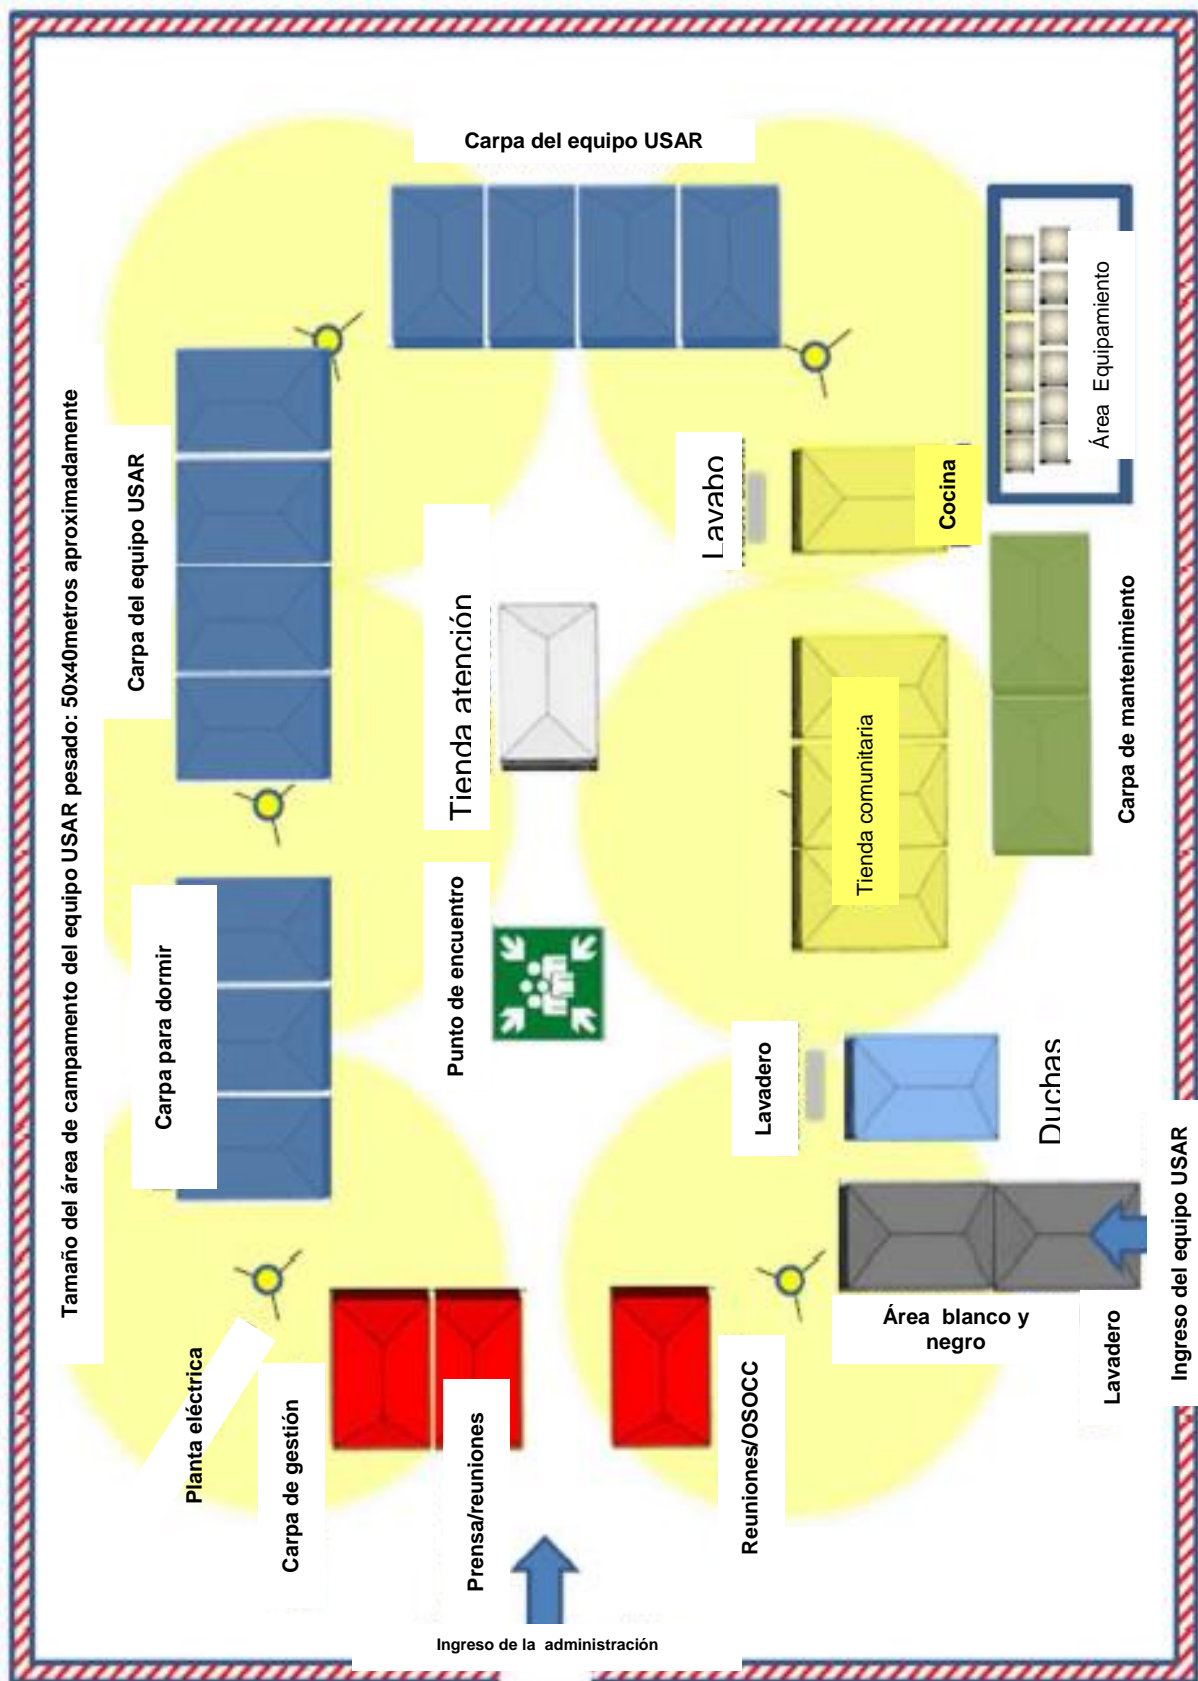 Tamaño del área de campamento del equipo USAR pesado: 50x40metros aproximadamente
Carpa del equipo USAR
Carpa del equipo USAR
Área Equipamiento
Lavabo
Cocina
Tienda atención
Carpa de mantenimiento
Tienda comunitaria
Carpa para dormir
Punto de encuentro
Lavadero
Duchas
Ingreso del equipo USAR
Área blanco y
negro
Lavadero
Planta eléctrica
Carpa de gestión
Prensa/reuniones
Reuniones/OSOCC
Ingreso de la administración